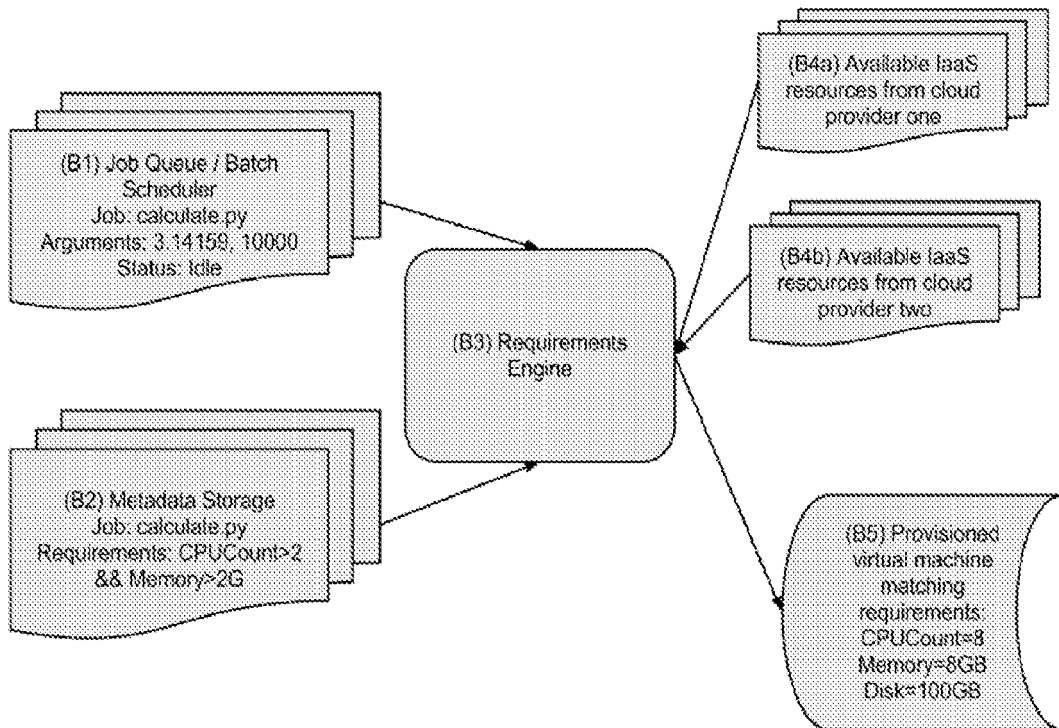 (B1) Job Queue / Batch
Scheduler
Job: calculate.py
Arguments: 3.14159, 10000
Status: Idle
(B2) Metadata Storage
Job: calculate.py
Requirements: CPUCount>2
&& Memory>2G
(B3) Requirements
Engine
(B4a) Available IaaS
resources from cloud
provider one
(B4b) Available IaaS
resources from cloud
provider two
(B5) Provisioned
virtual machine
matching
requirements:
CPUCount=8
Memory=8GB
Disk=100GB